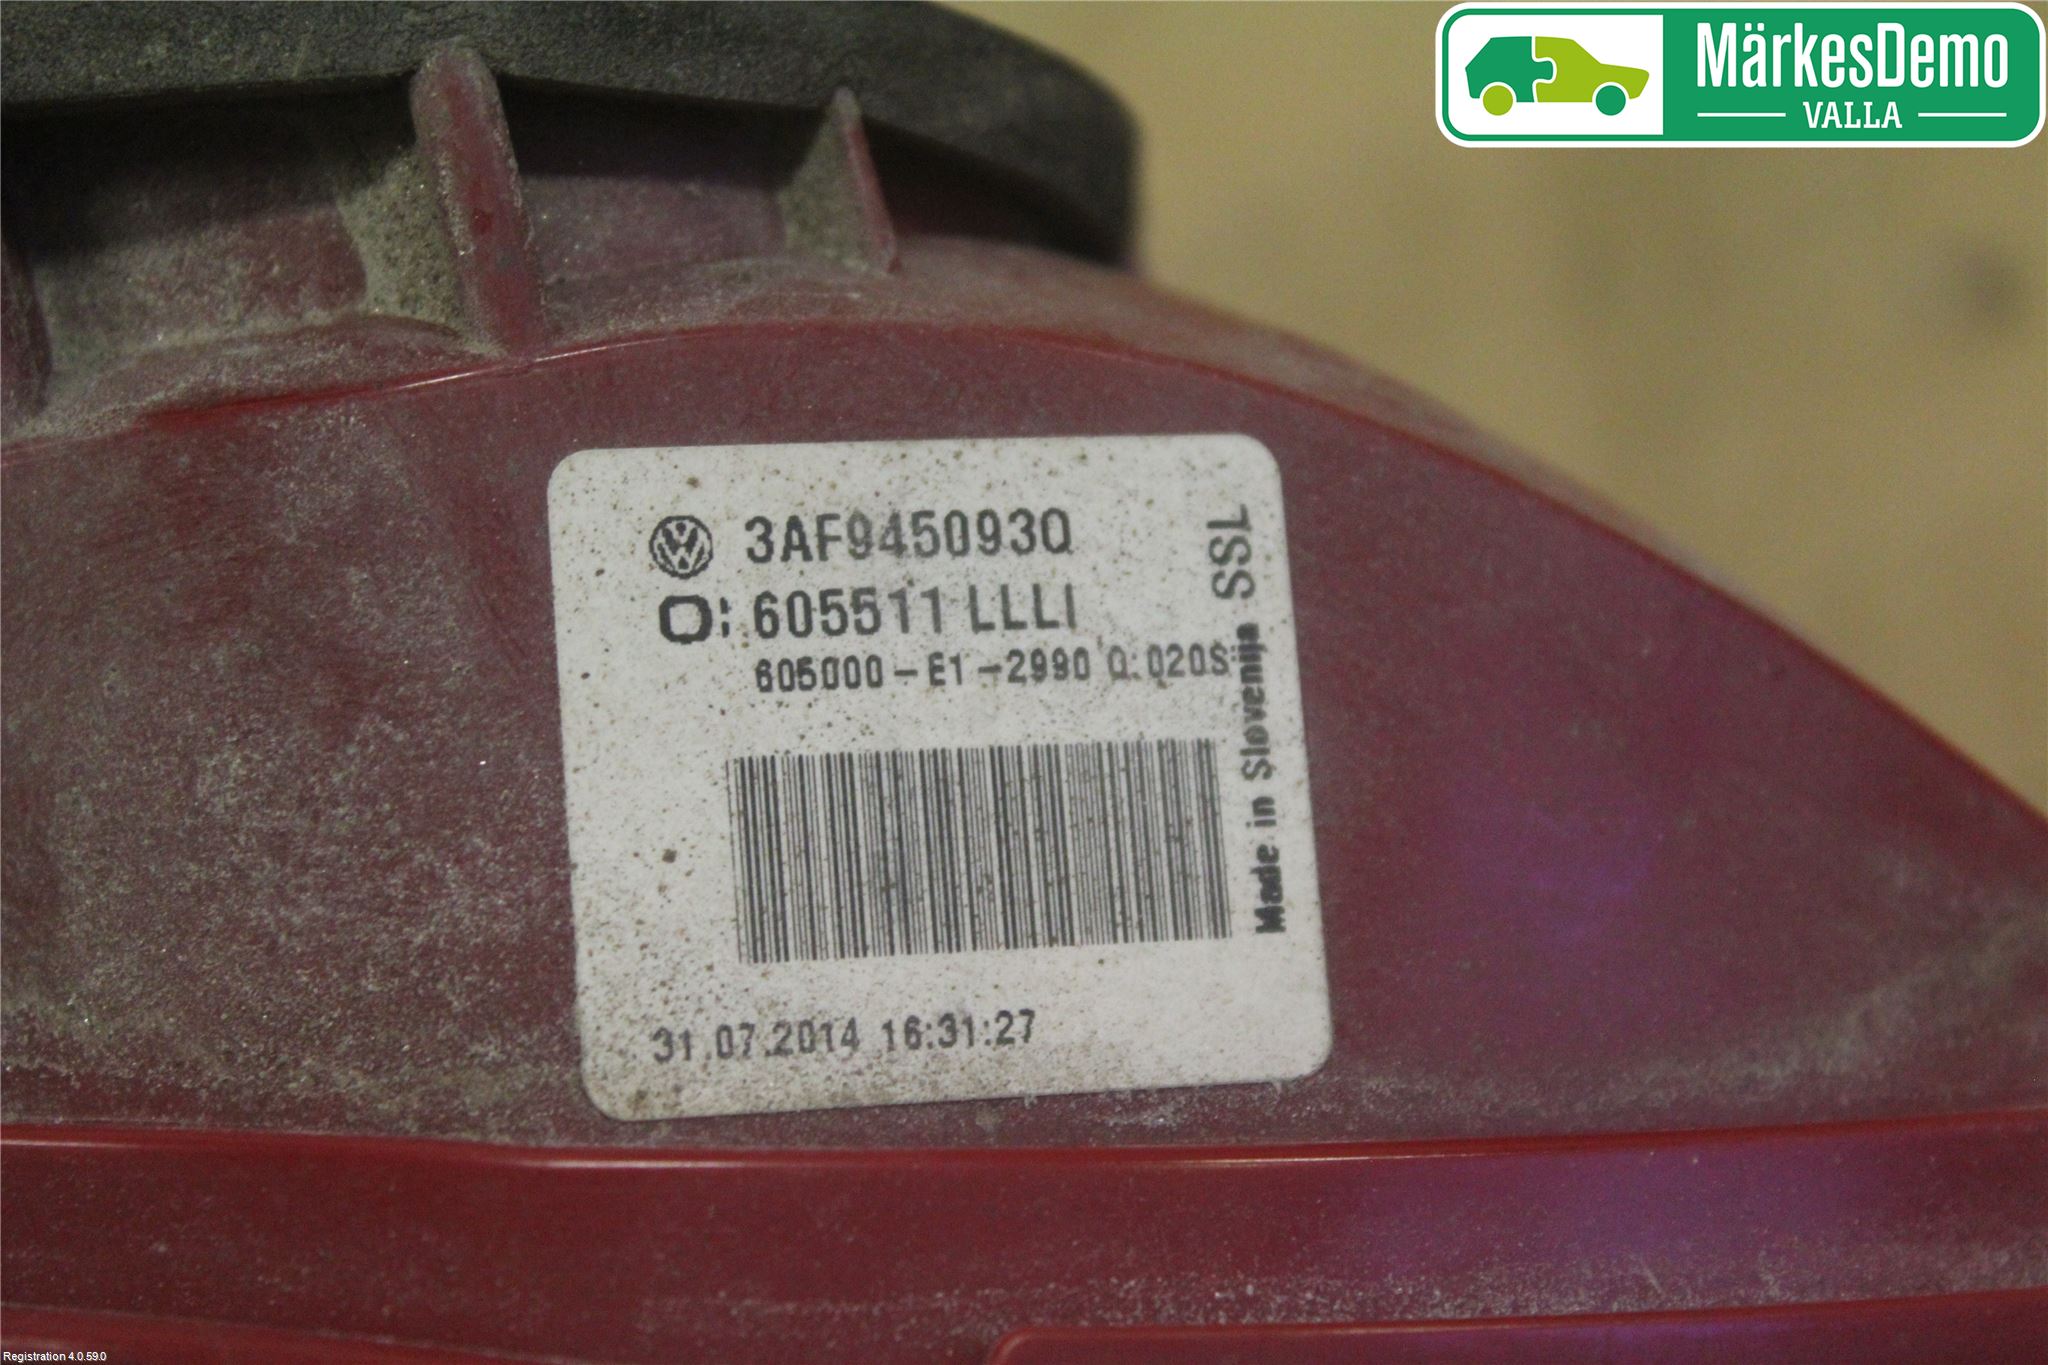 MärkesDemo
VALLA
3AF945093Q
O: 605511 LLLI
605000-E1-2990 Q:020S
SSL
Made in Slovenija
31.07.2014 16:31:27
Registration 4.0.59.0